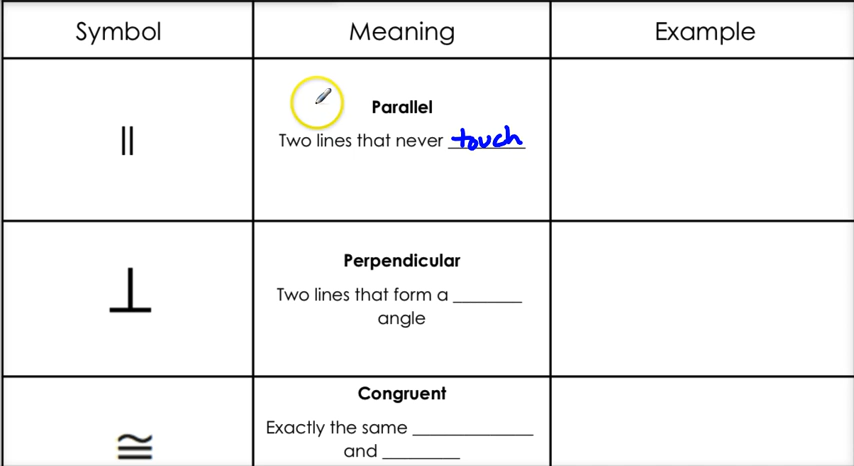 Symbol Meaning Example
||
Parallel
Two lines that never touch
⊥
Perpendicular
Two lines that form a ________
angle
≅
Congruent
Exactly the same ______________
and _________